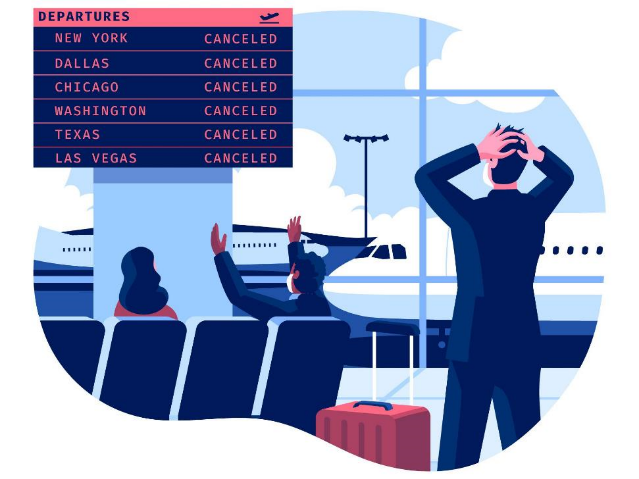 DEPARTURES
NEW YORK CANCELED
DALLAS CANCELED
CHICAGO CANCELED
WASHINGTON CANCELED
TEXAS CANCELED
LAS VEGAS CANCELED